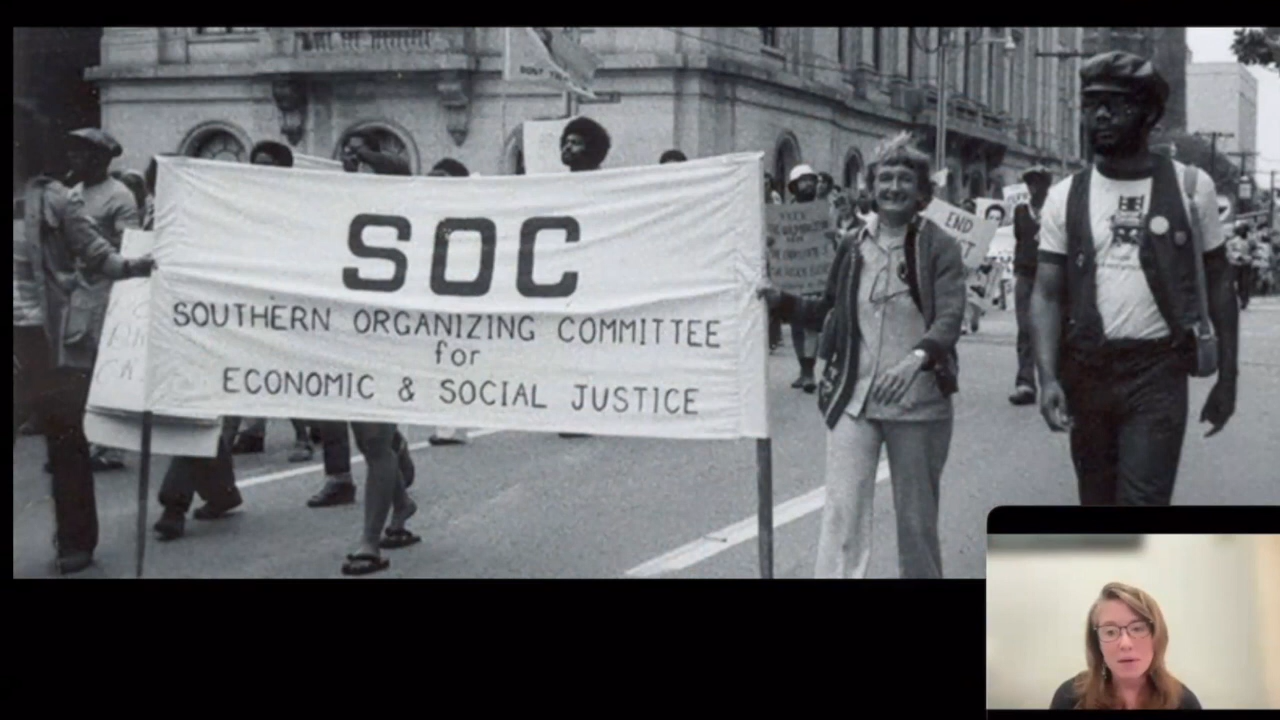 SOC
SOUTHERN ORGANIZING COMMITTEE
for
ECONOMIC & SOCIAL JUSTICE
END